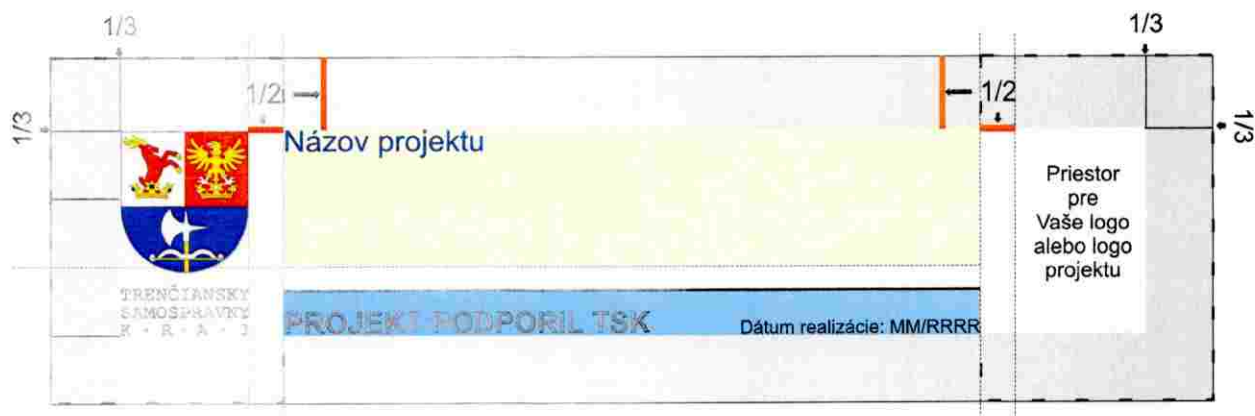 1/3
1/3
1/2
1/2
1/3
1/3
Názov projektu
Priestor
pre
Vaše logo
alebo logo
projektu
TRENČIANSKY
SAMOSPRÁVNY
K · R · A · J
PROJEKT PODPORIL TSK
Dátum realizácie: MM/RRRR